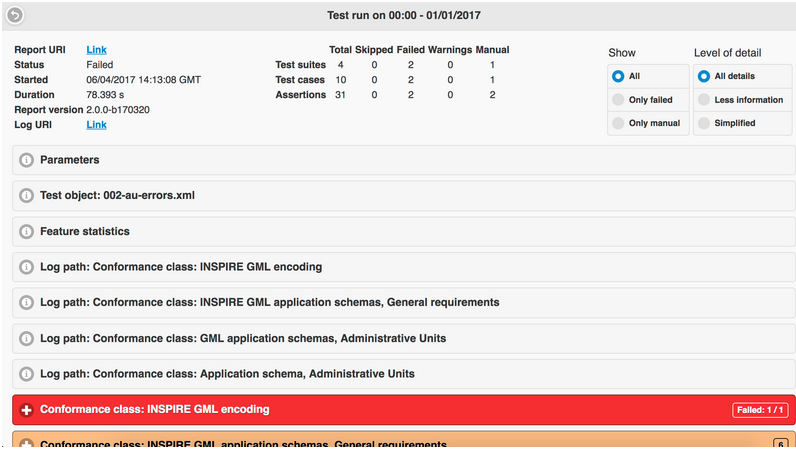 Test run on 00:00 - 01/01/2017
Report URI Link
Status Failed
Started 06/04/2017 14:13:08 GMT
Duration 78.393 s
Report version 2.0.0-b170320
Log URI Link
Total Skipped Failed Warnings Manual
Test suites 4 0 2 0 1
Test cases 10 0 2 0 1
Assertions 31 0 2 0 2
Show
All
Only failed
Only manual
Level of detail
All details
Less information
Simplified
Parameters
Test object: 002-au-errors.xml
Feature statistics
Log path: Conformance class: INSPIRE GML encoding
Log path: Conformance class: INSPIRE GML application schemas, General requirements
Log path: Conformance class: GML application schemas, Administrative Units
Log path: Conformance class: Application schema, Administrative Units
Conformance class: INSPIRE GML encoding Failed: 1 / 1
Conformance class: INSPIRE GML application schemas, General requirements 6